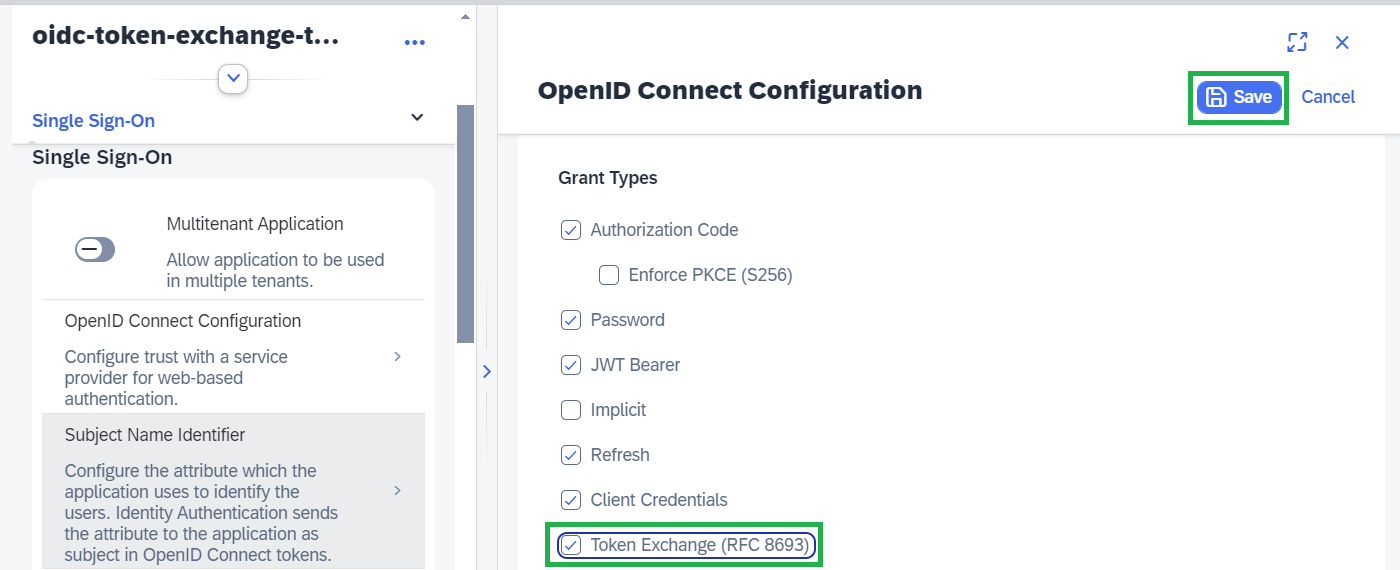 oidc-token-exchange-t...
Single Sign-On
Single Sign-On
Multitenant Application
Allow application to be used
in multiple tenants.
OpenID Connect Configuration
Configure trust with a service
provider for web-based
authentication.
Subject Name Identifier
Configure the attribute which the
application uses to identify the
users. Identity Authentication sends
the attribute to the application as
subject in OpenID Connect tokens.
OpenID Connect Configuration
Save
Cancel
Grant Types
Authorization Code
Enforce PKCE (S256)
Password
JWT Bearer
Implicit
Refresh
Client Credentials
Token Exchange (RFC 8693)